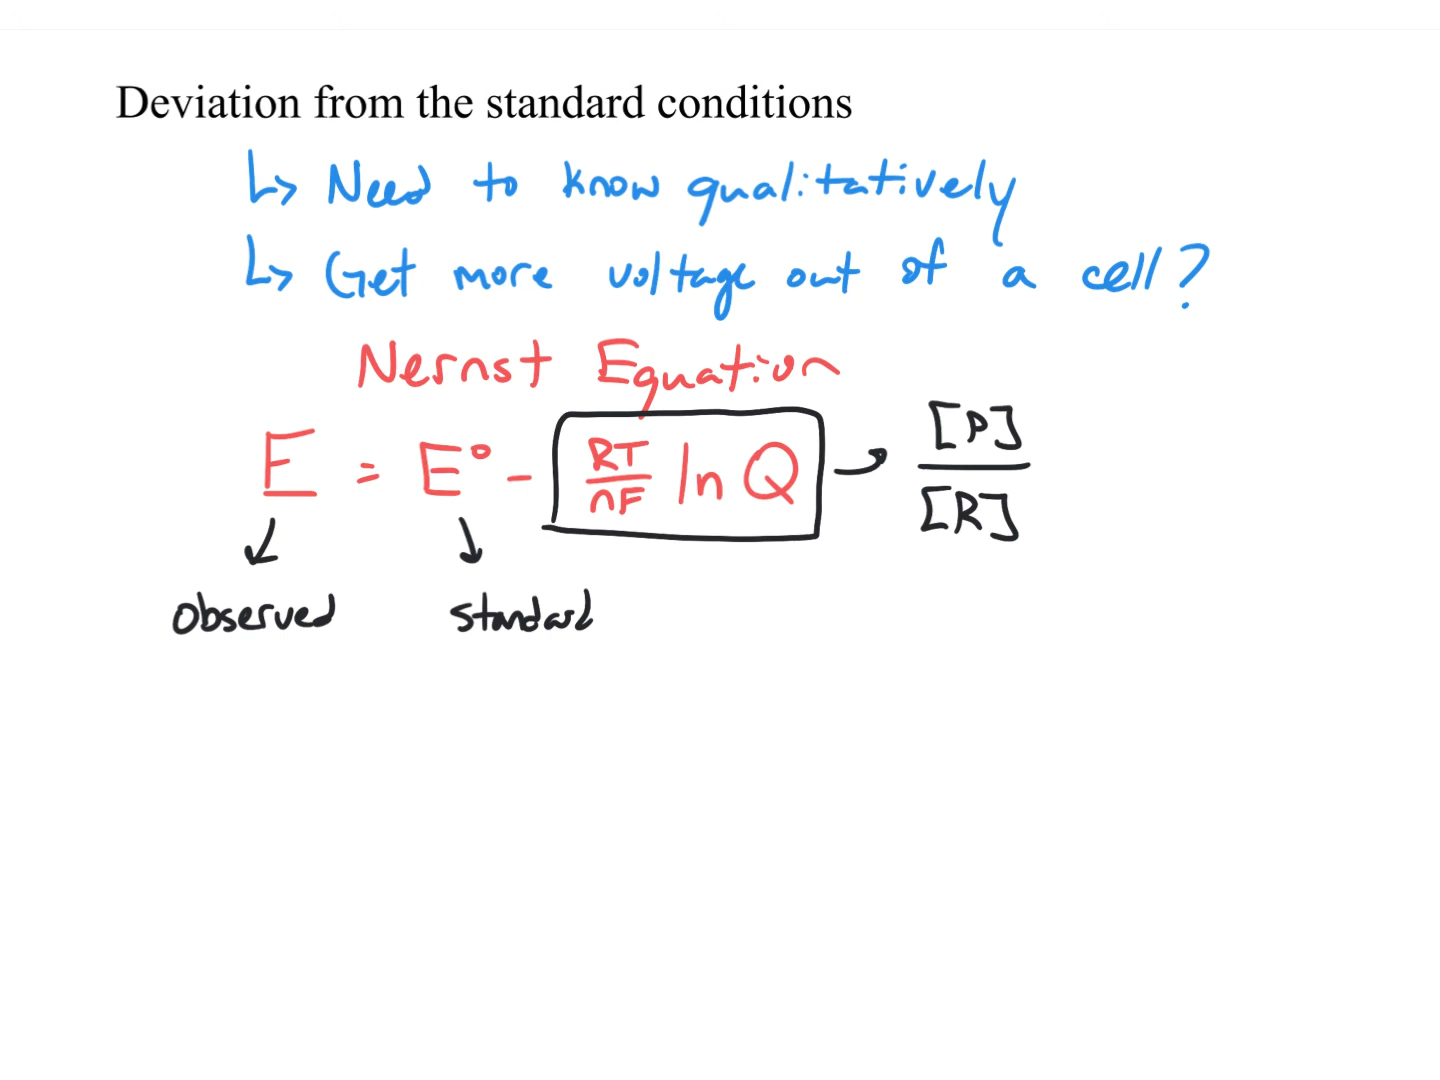 Deviation from the standard conditions
↳ Need to know qualitatively
↳ Get more voltage out of a cell?
Nernst Equation
E = E° - RT/nF ln Q → [P]/[R]
Observed standard